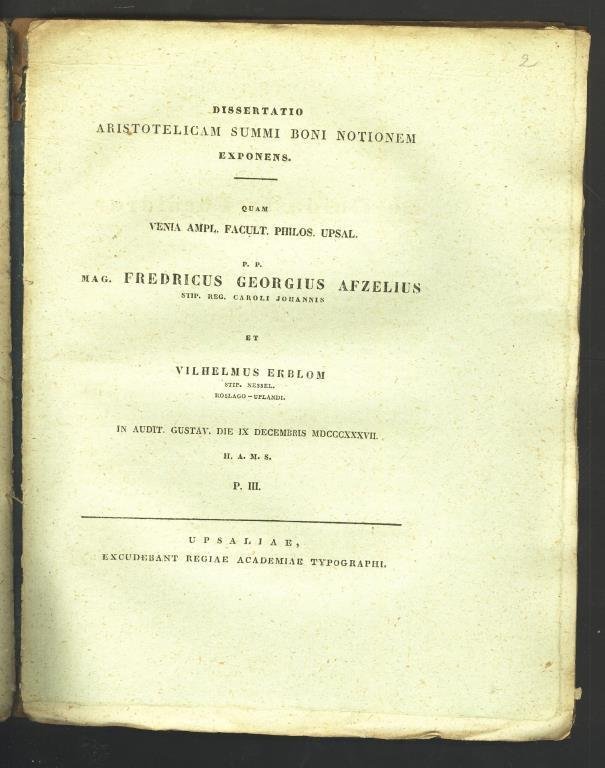 2
DISSERTATIO
ARISTOTELICAM SUMMI BONI NOTIONEM
EXPONENS.
QUAM
VENIA AMPL. FACULT. PHILOS. UPSAL.
P. P.
MAG. FREDRICUS GEORGIUS AFZELIUS
STIP. REG. CAROLI JOHANNIS
ET
VILHELMUS EKBLOM
STIP. NESSEL.
ROSLAGO-UPLANDI.
IN AUDIT. GUSTAV. DIE IX DECEMBRIS MDCCCXXXVII.
H. A. M. S.
P. III.
UPSALIAE,
EXCUDEBANT REGIAE ACADEMIAE TYPOGRAPHI.